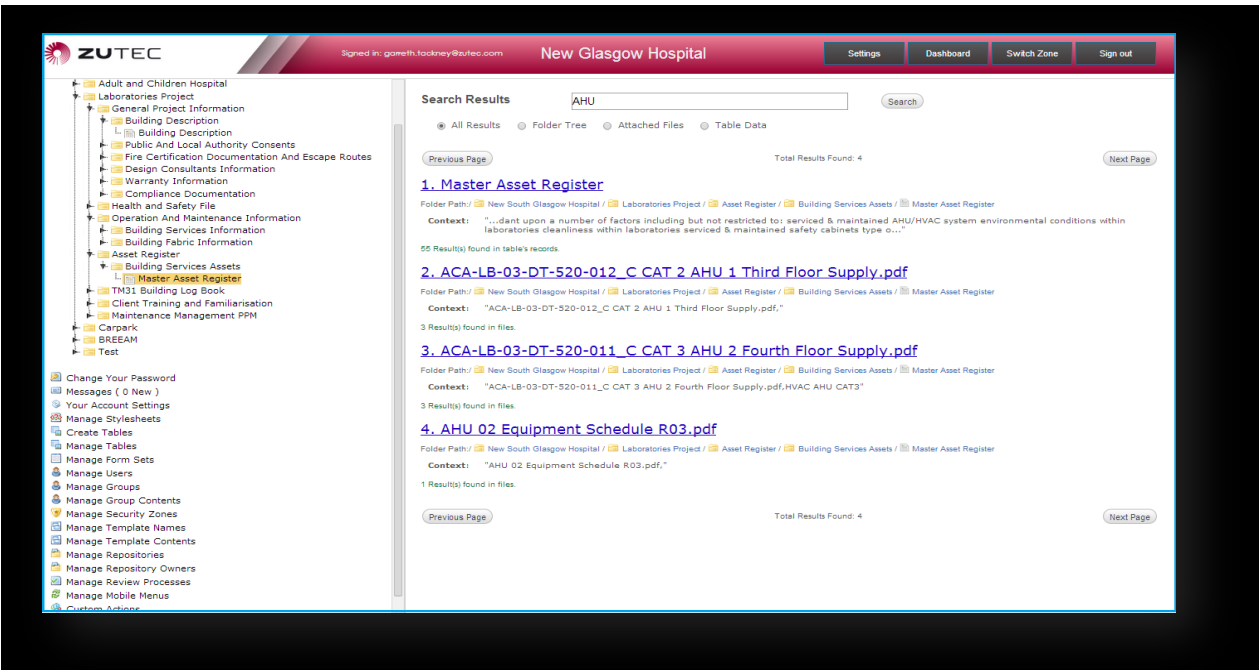 ZUTEC
Signed in: garreth.tackney@zutec.com
New Glasgow Hospital
Settings
Dashboard
Switch Zone
Sign out
Adult and Children Hospital
Laboratories Project
General Project Information
Building Description
Building Description
Public And Local Authority Consents
Fire Certification Documentation And Escape Routes
Design Consultants Information
Warranty Information
Compliance Documentation
Health and Safety File
Operation And Maintenance Information
Building Services Information
Building Fabric Information
Asset Register
Building Services Assets
Master Asset Register
TM31 Building Log Book
Client Training and Familiarisation
Maintenance Management PPM
Carpark
BREEAM
Test
Change Your Password
Messages ( 0 New )
Your Account Settings
Manage Stylesheets
Create Tables
Manage Tables
Manage Form Sets
Manage Users
Manage Groups
Manage Group Contents
Manage Security Zones
Manage Template Names
Manage Template Contents
Manage Repositories
Manage Repository Owners
Manage Review Processes
Manage Mobile Menus
Custom Actions
Search Results
AHU
Search
All Results
Folder Tree
Attached Files
Table Data
Previous Page
Total Results Found: 4
Next Page
1. Master Asset Register
Folder Path:/ New South Glasgow Hospital / Laboratories Project / Asset Register / Building Services Assets / Master Asset Register
Context: "...dant upon a number of factors including but not restricted to: serviced & maintained AHU/HVAC system environmental conditions within
laboratories cleanliness within laboratories serviced & maintained safety cabinets type o..."
55 Result(s) found in table's records.
2. ACA-LB-03-DT-520-012_C CAT 2 AHU 1 Third Floor Supply.pdf
Folder Path:/ New South Glasgow Hospital / Laboratories Project / Asset Register / Building Services Assets / Master Asset Register
Context: "ACA-LB-03-DT-520-012_C CAT 2 AHU 1 Third Floor Supply.pdf,"
3 Result(s) found in files.
3. ACA-LB-03-DT-520-011_C CAT 3 AHU 2 Fourth Floor Supply.pdf
Folder Path:/ New South Glasgow Hospital / Laboratories Project / Asset Register / Building Services Assets / Master Asset Register
Context: "ACA-LB-03-DT-520-011_C CAT 3 AHU 2 Fourth Floor Supply.pdf,HVAC AHU CAT3"
3 Result(s) found in files.
4. AHU 02 Equipment Schedule R03.pdf
Folder Path:/ New South Glasgow Hospital / Laboratories Project / Asset Register / Building Services Assets / Master Asset Register
Context: "AHU 02 Equipment Schedule R03.pdf,"
1 Result(s) found in files.
Previous Page
Total Results Found: 4
Next Page